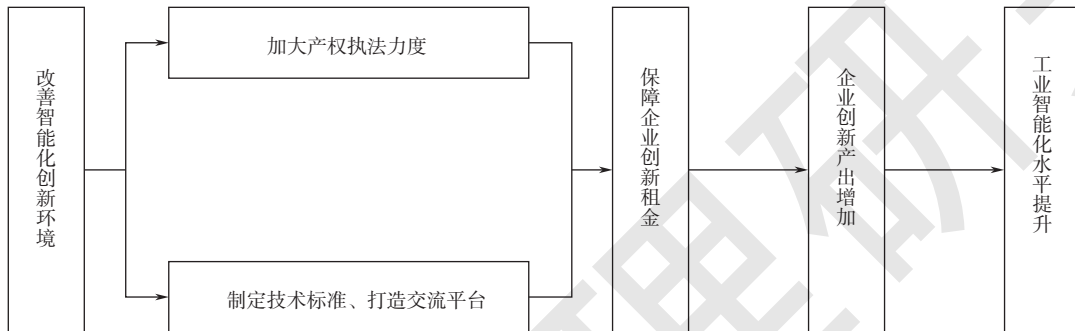 改善智能化创新环境
加大产权执法力度
制定技术标准、打造交流平台
保障企业创新租金
企业创新产出增加
工业智能化水平提升
理研